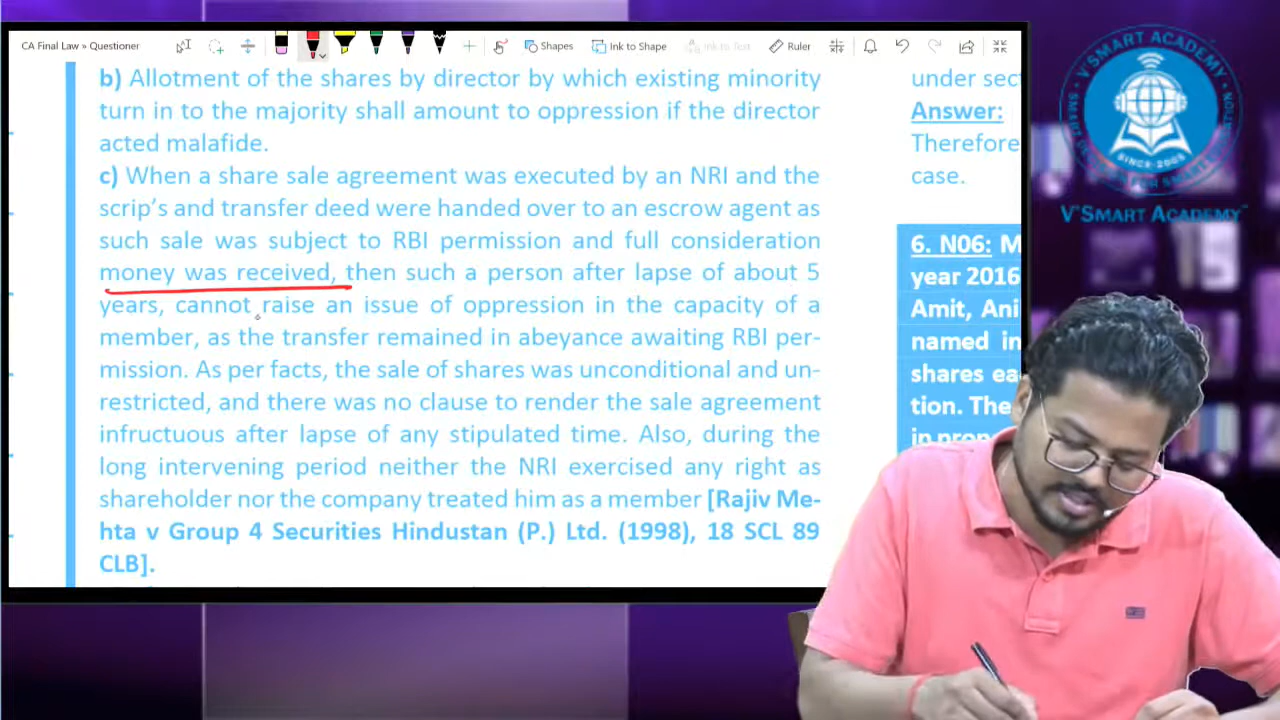 CA Final Law » Questioner
Shapes
Ink to Shape
Ink to Text
Ruler
b) Allotment of the shares by director by which existing minority
turn in to the majority shall amount to oppression if the director
acted malafide.
c) When a share sale agreement was executed by an NRI and the
scrip's and transfer deed were handed over to an escrow agent as
such sale was subject to RBI permission and full consideration
money was received, then such a person after lapse of about 5
years, cannot raise an issue of oppression in the capacity of a
member, as the transfer remained in abeyance awaiting RBI per-
mission. As per facts, the sale of shares was unconditional and un-
restricted, and there was no clause to render the sale agreement
infructuous after lapse of any stipulated time. Also, during the
long intervening period neither the NRI exercised any right as
shareholder nor the company treated him as a member [Rajiv Me-
hta v Group 4 Securities Hindustan (P.) Ltd. (1998), 18 SCL 89
CLB].
under sect
Answer:
Therefore
case.
6. N06: M
year 2016
Amit, Ani
named in
shares ea
tion. The
in prop
V'SMART ACADEMY
SINCE-2005
V'SMART ACADEMY